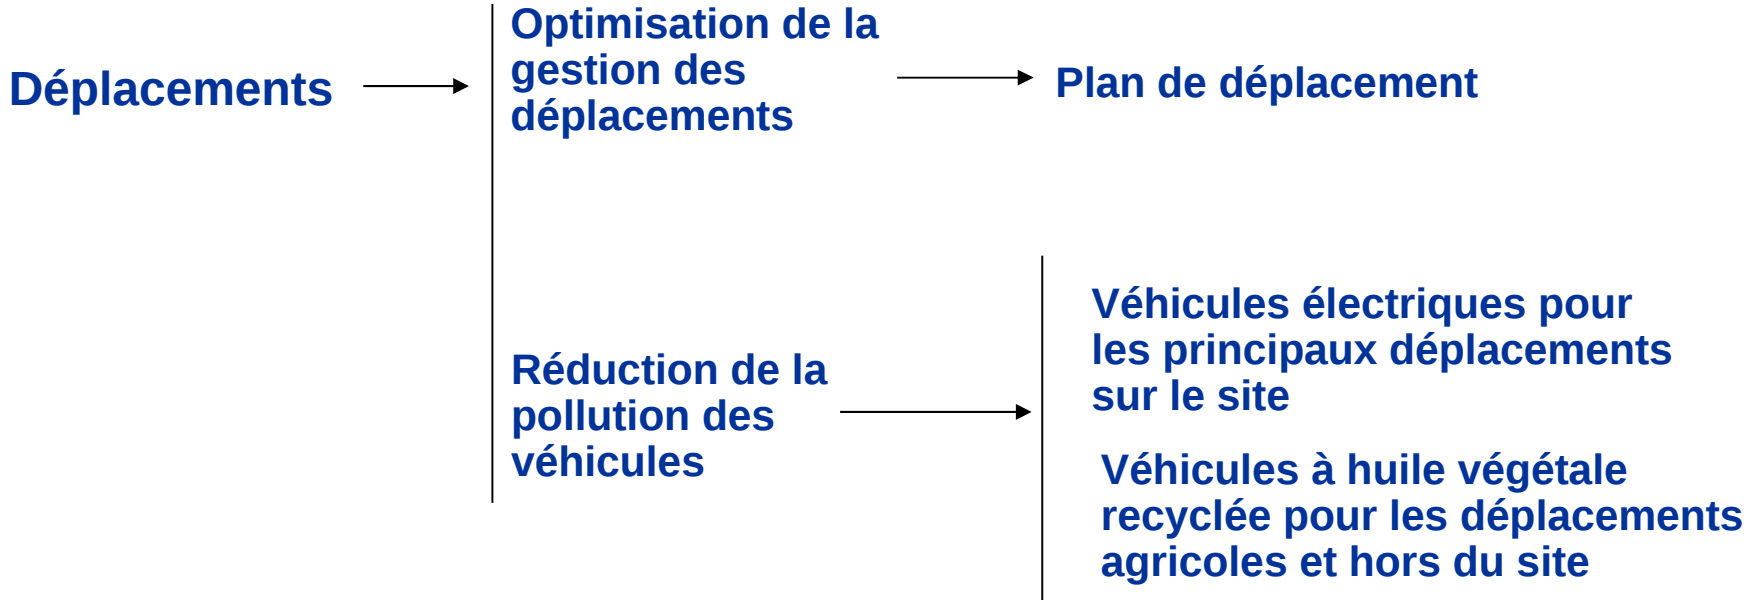 Déplacements
Optimisation de la
gestion des
déplacements
Plan de déplacement
Réduction de la
pollution des
véhicules
Véhicules électriques pour
les principaux déplacements
sur le site
Véhicules à huile végétale
recyclée pour les déplacements
agricoles et hors du site